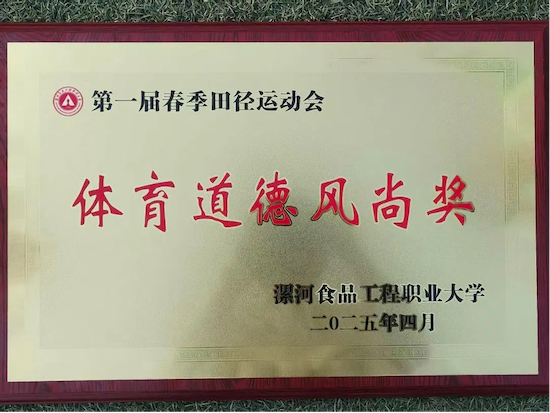 第一届春季田径运动会
体育道德风尚奖
漯河食品工程职业大学
二〇二五年四月